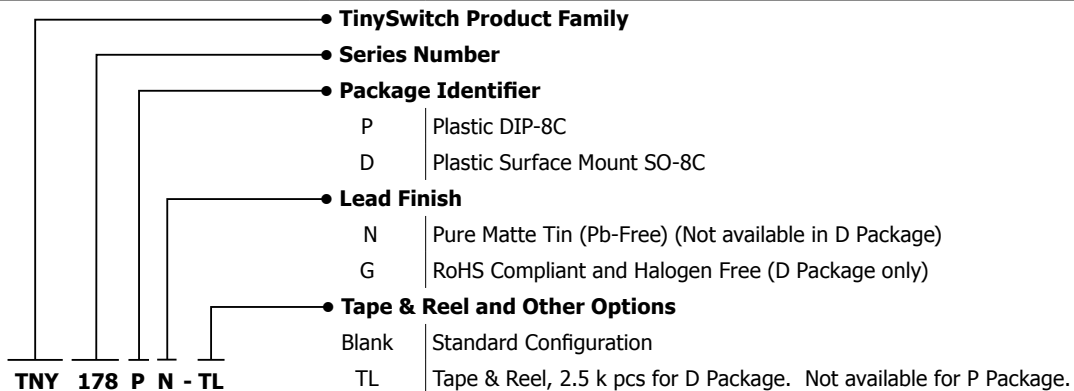 TinySwitch Product Family
Series Number
Package Identifier
P Plastic DIP-8C
D Plastic Surface Mount SO-8C
Lead Finish
N Pure Matte Tin (Pb-Free) (Not available in D Package)
G RoHS Compliant and Halogen Free (D Package only)
Tape & Reel and Other Options
Blank Standard Configuration
TL Tape & Reel, 2.5 k pcs for D Package. Not available for P Package.
TNY 178 P N - TL